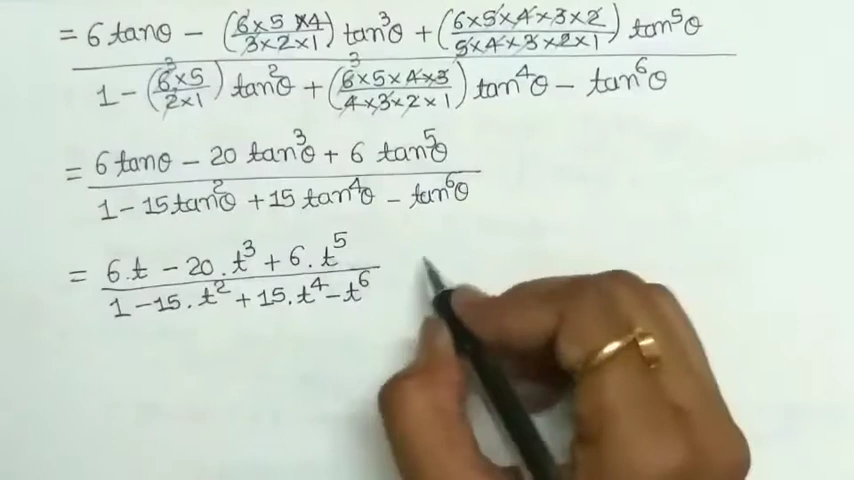 = 6 tanθ − (6×5×4/3×2×1) tan³θ + (6×5×4×3×2/5×4×3×2×1) tan⁵θ
1 − (6×5/2×1) tan²θ + (6×5×4×3/4×3×2×1) tan⁴θ − tan⁶θ
= 6 tanθ − 20 tan³θ + 6 tan⁵θ
1 − 15 tan²θ + 15 tan⁴θ − tan⁶θ
= 6.t − 20.t³ + 6.t⁵
1 − 15.t² + 15.t⁴ − t⁶